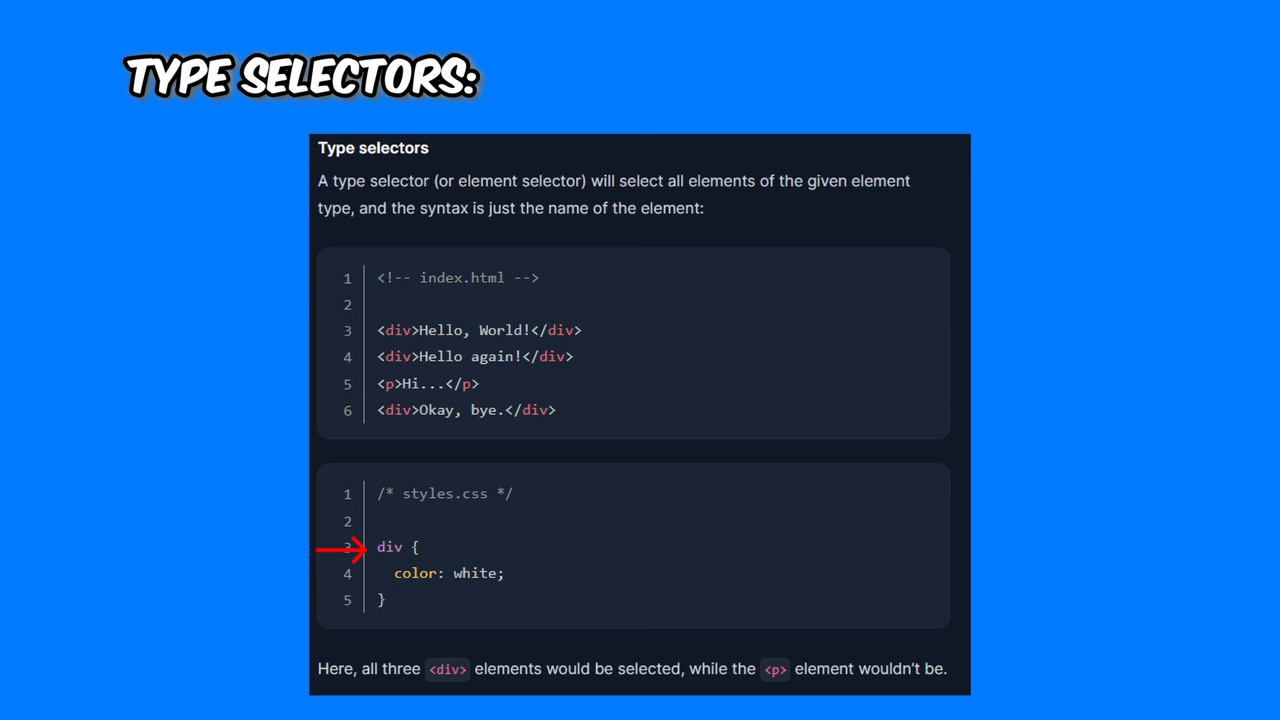 TYPE SELECTORS:
Type selectors
A type selector (or element selector) will select all elements of the given element
type, and the syntax is just the name of the element:
1 <!-- index.html -->
2
3 <div>Hello, World!</div>
4 <div>Hello again!</div>
5 <p>Hi...</p>
6 <div>Okay, bye.</div>
1 /* styles.css */
2
3 div {
4 color: white;
5 }
Here, all three <div> elements would be selected, while the <p> element wouldn't be.